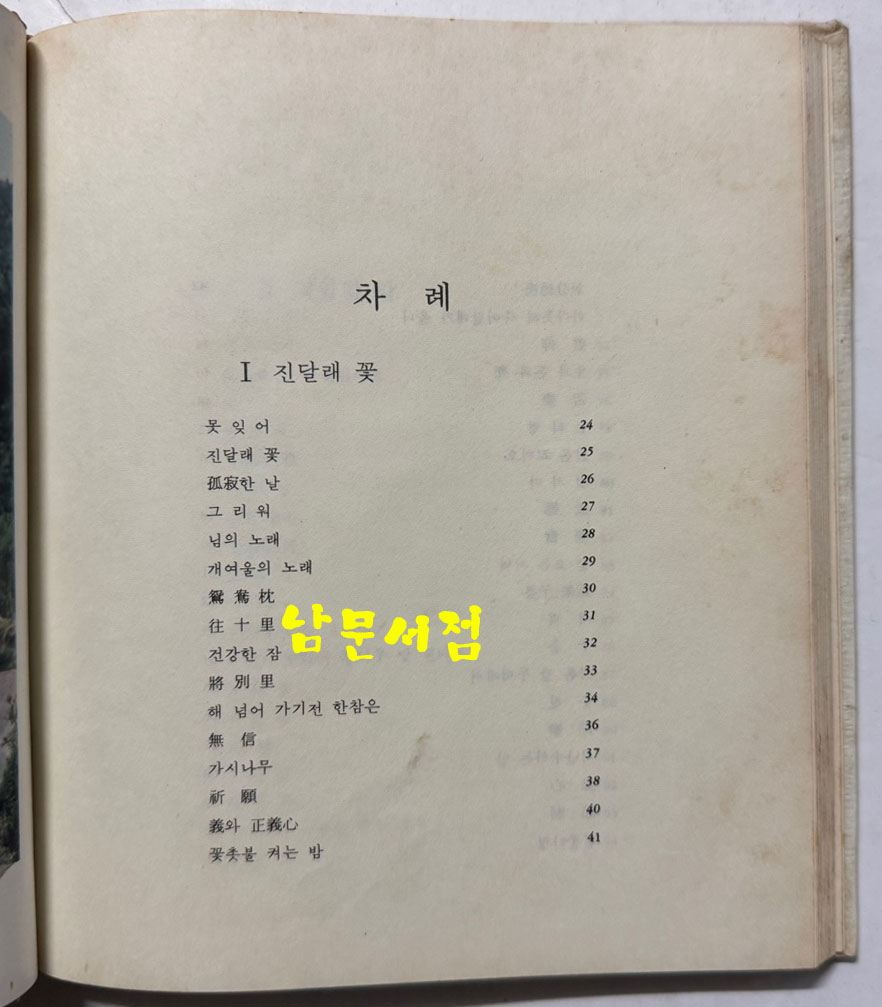 차 례
I 진달래 꽃
못 잊 어 24
진달래 꽃 25
孤寂한 날 26
그 리 워 27
님의 노래 28
개여울의 노래 29
鴛 鴦 枕 30
往 十 里 31
남문서점
건강한 잠 32
將 別 里 33
해 넘어 가기전 한참은 34
無 信 36
가시나무 37
祈 願 38
義와 正義心 40
꽃촛불 켜는 밤 41